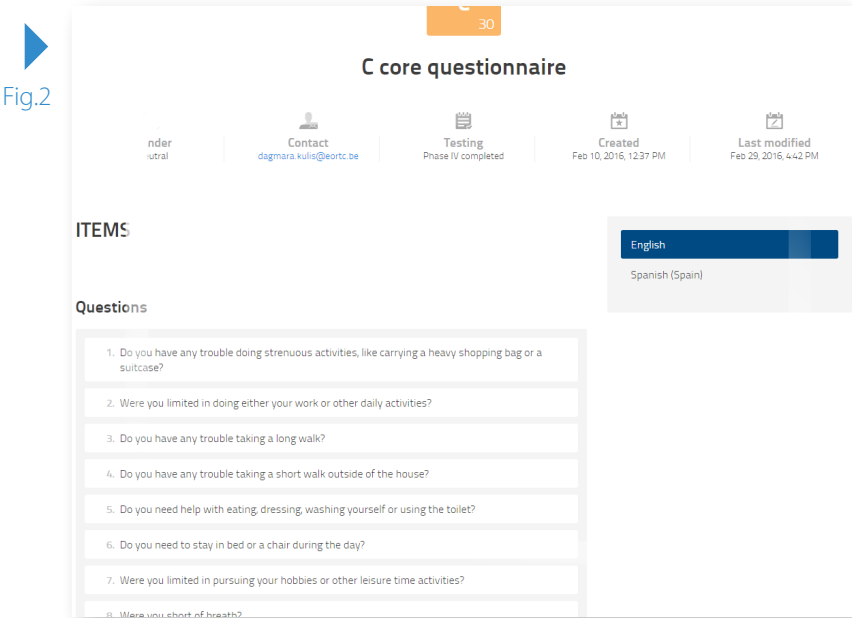 30
Fig.2
C core questionnaire
Contact
Testing
Created
Last modified
dagmara.kulis@eortc.be
Phase IV completed
Feb 10, 2016, 12:37 PM
Feb 29, 2016, 4:42 PM
ITEMS
English
Spanish (Spain)
Questions
1. Do you have any trouble doing strenuous activities, like carrying a heavy shopping bag or a
suitcase?
2. Were you limited in doing either your work or other daily activities?
3. Do you have any trouble taking a long walk?
4. Do you have any trouble taking a short walk outside of the house?
5. Do you need help with eating, dressing, washing yourself or using the toilet?
6. Do you need to stay in bed or a chair during the day?
7. Were you limited in pursuing your hobbies or other leisure time activities?
8. Were you short of breath?